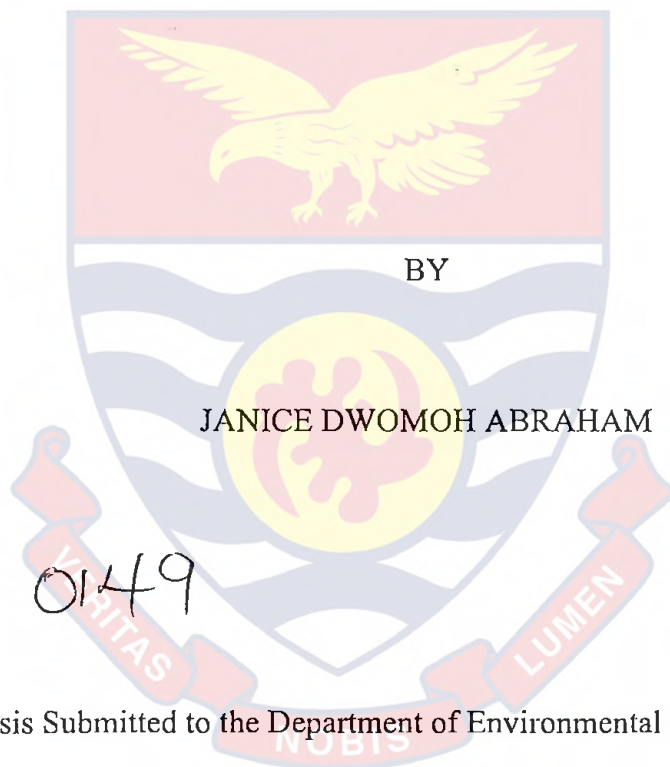 BY
JANICE DWOMOH ABRAHAM
0149
VERITAS
LUMEN
sis Submitted to the Department of Environmental
NOBIS